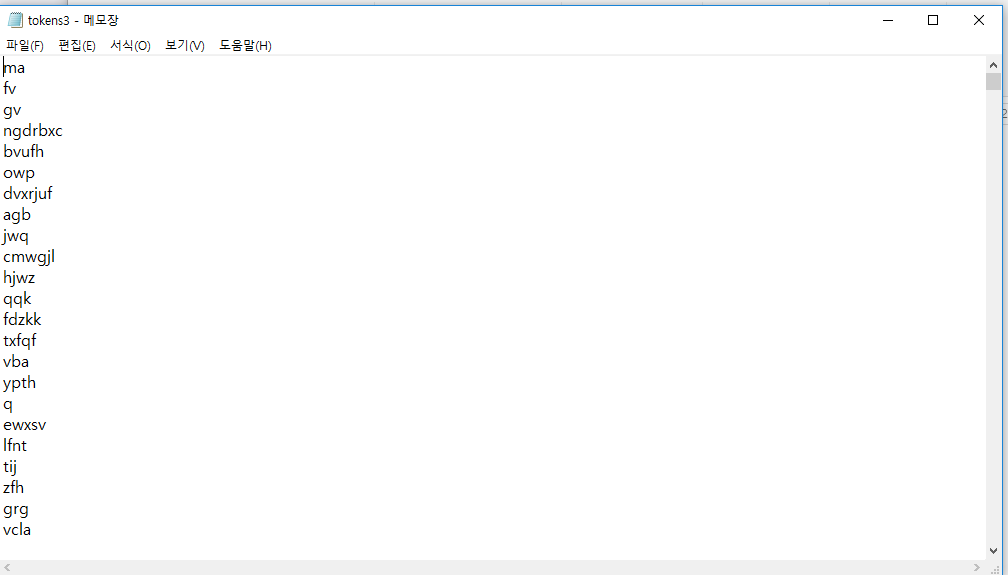 tokens3 - 메모장
파일(F) 편집(E) 서식(O) 보기(V) 도움말(H)
ma
fv
gv
ngdrbxc
bvufh
owp
dvxrjuf
agb
jwq
cmwgjl
hjwz
qqk
fdzkk
txfqf
vba
ypth
q
ewxsv
lfnt
tij
zfh
grg
vcla